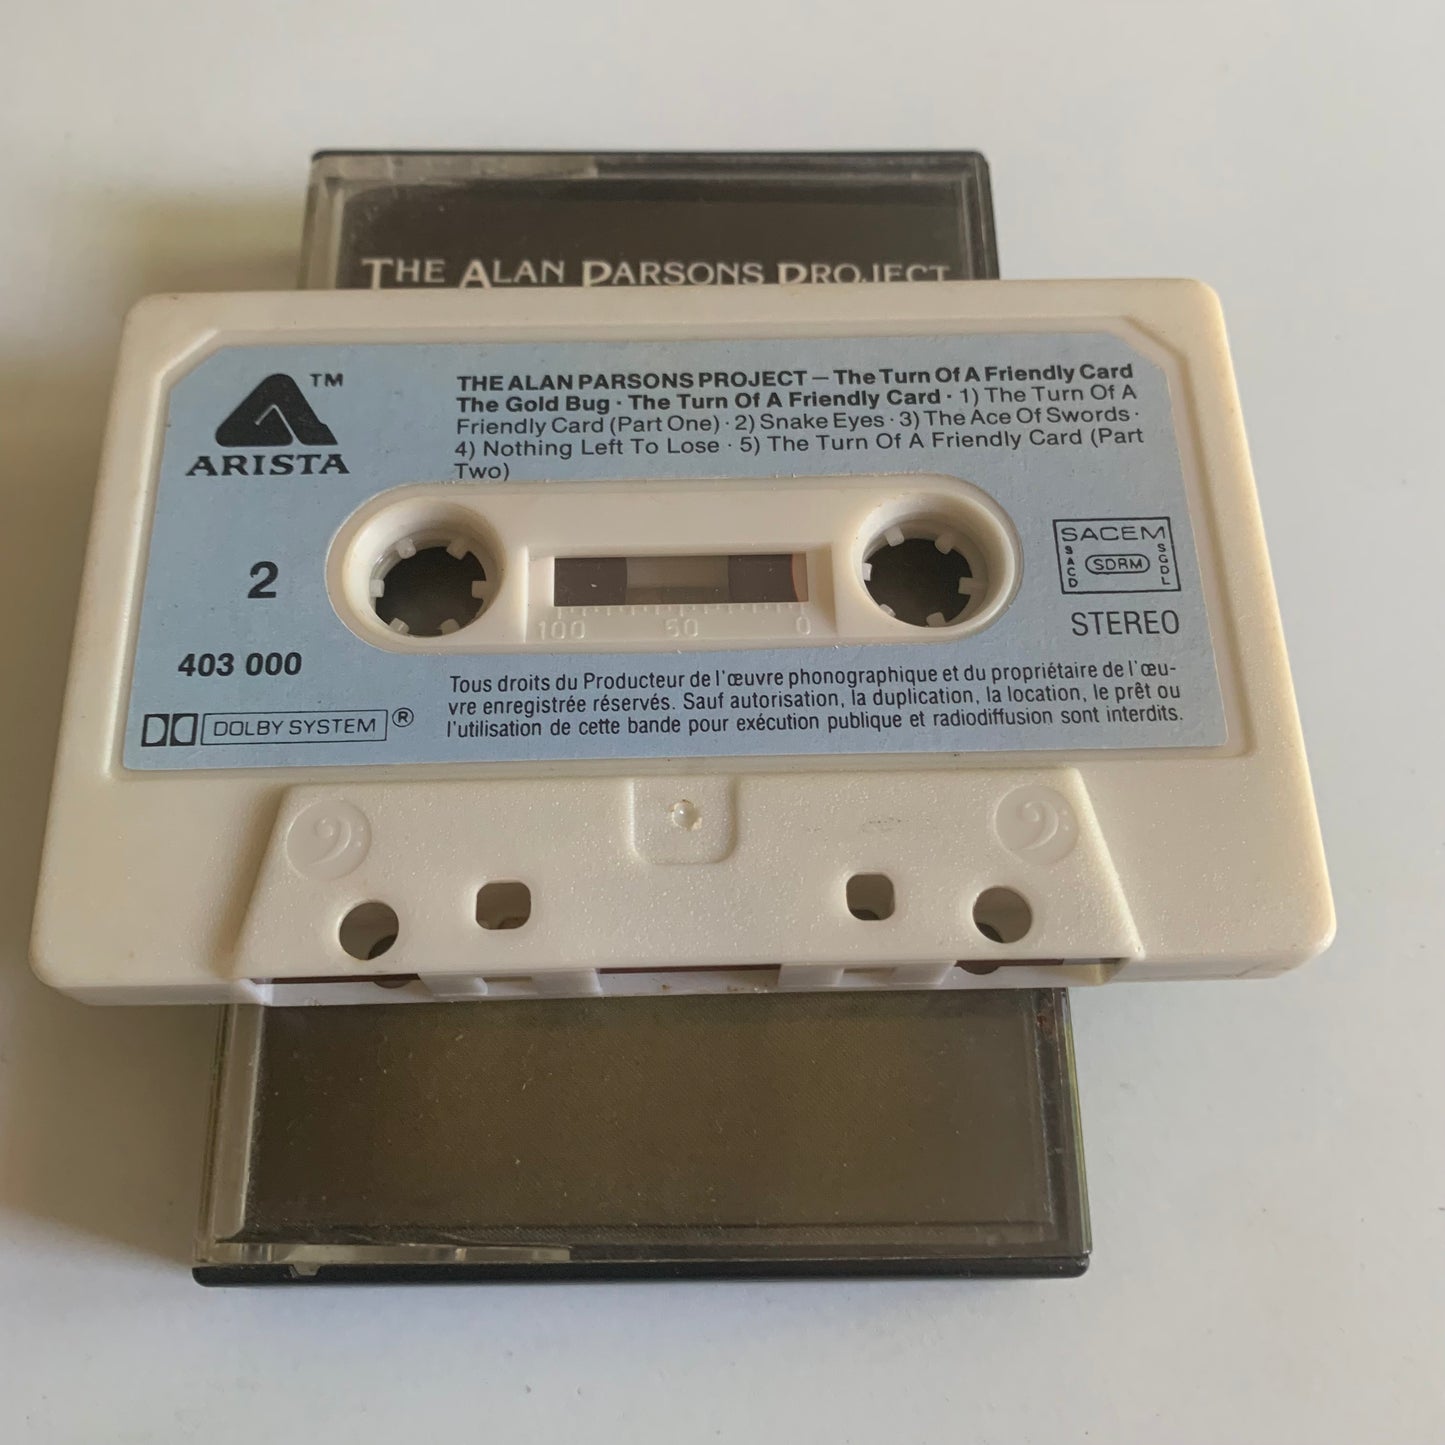 THE ALAN PARSONS PROJECT
TM
ARISTA
THE ALAN PARSONS PROJECT — The Turn Of A Friendly Card
The Gold Bug · The Turn Of A Friendly Card · 1) The Turn Of A
Friendly Card (Part One) · 2) Snake Eyes · 3) The Ace Of Swords ·
4) Nothing Left To Lose · 5) The Turn Of A Friendly Card (Part
Two)
2
SACEM
SACD
SDRM
SGDL
100 50 0
STEREO
403 000
Tous droits du Producteur de l'œuvre phonographique et du propriétaire de l'œu-
vre enregistrée réservés. Sauf autorisation, la duplication, la location, le prêt ou
l'utilisation de cette bande pour exécution publique et radiodiffusion sont interdits.
DOLBY SYSTEM ®